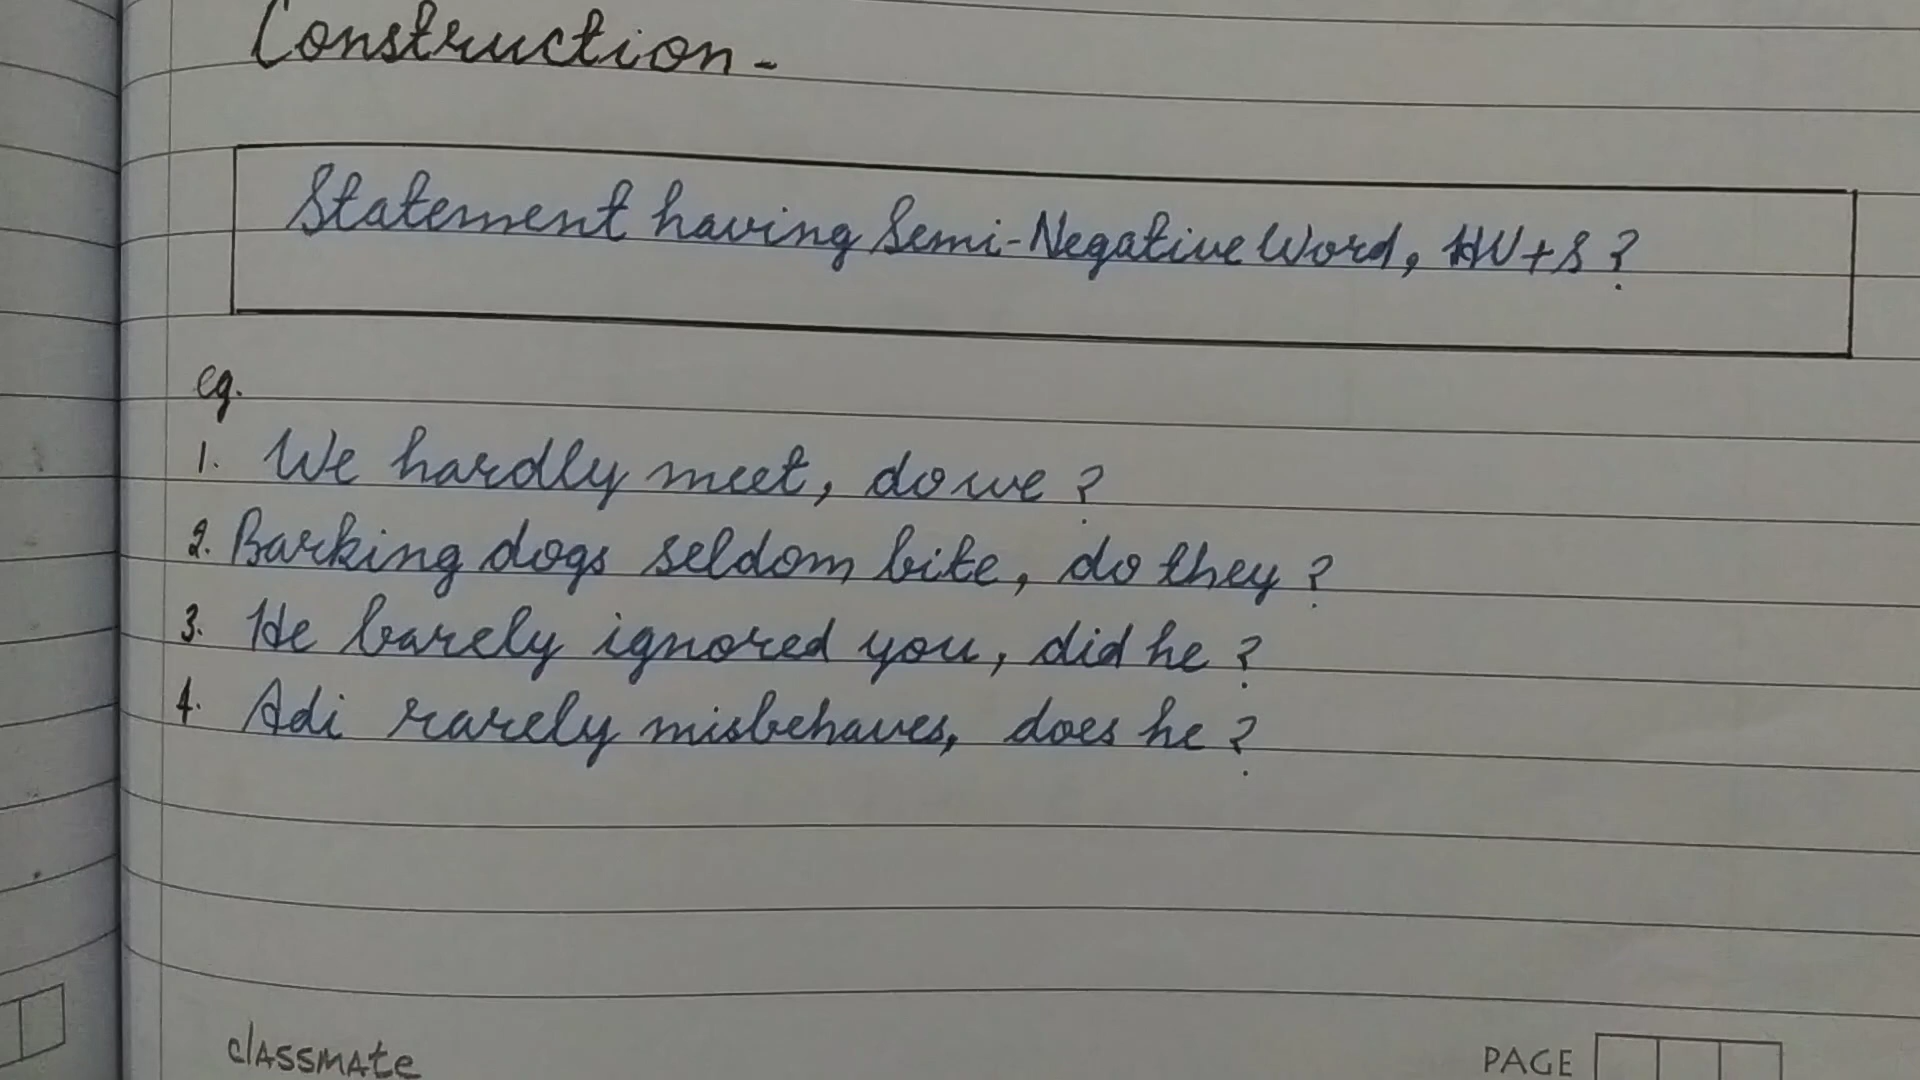 Construction -
Statement having Semi-Negative Word, HV+S?
eg.
1. We hardly meet, do we?
2. Barking dogs seldom bite, do they?
3. He barely ignored you, did he?
4. Adi rarely misbehaves, does he?
classmate
PAGE